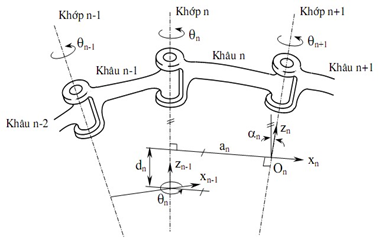 Khớp n-1
Khớp n
Khớp n+1
θn-1
θn
θn+1
Khâu n-2
Khâu n-1
Khâu n
Khâu n+1
αn
zn
an
dn
zn-1
xn-1
xn
On
θn